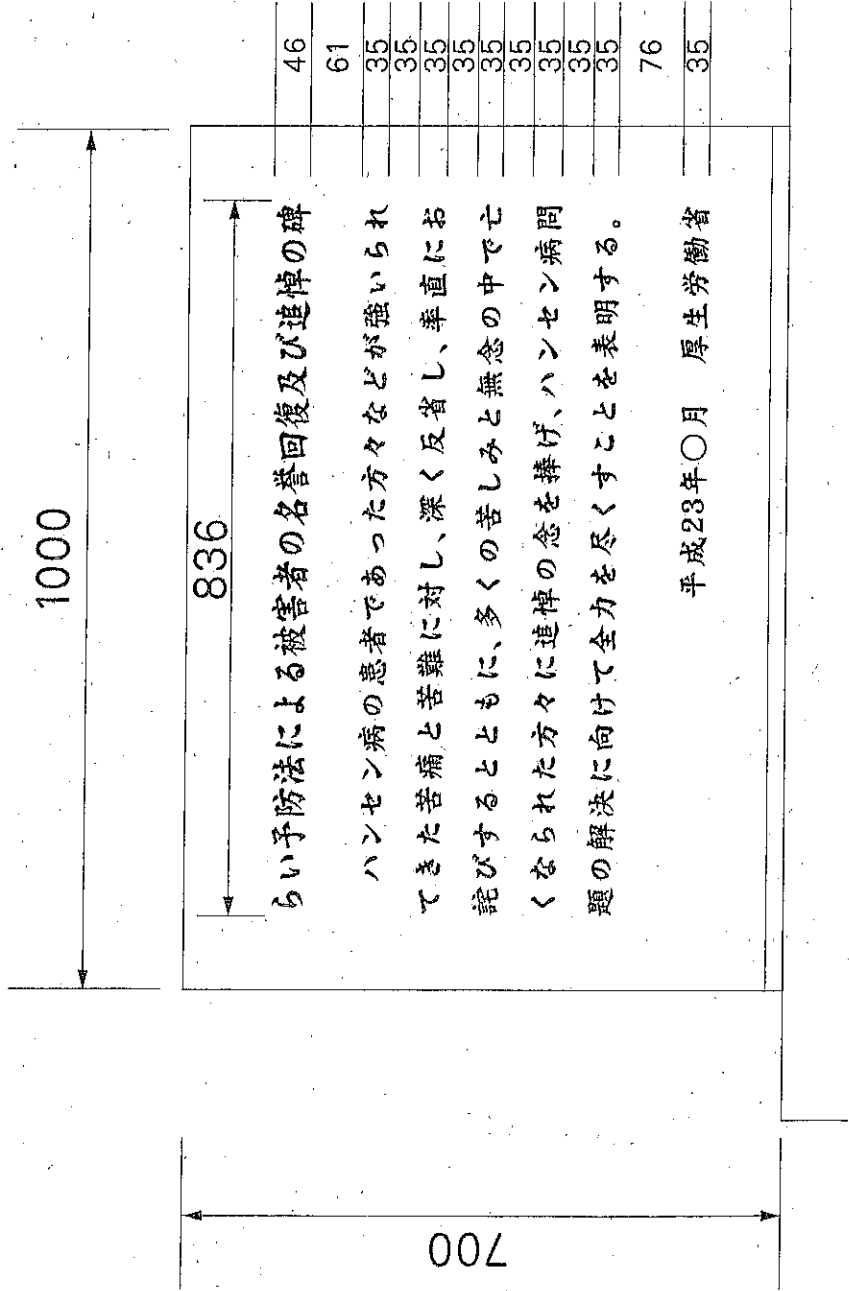 1000
836
700
らい予防法による被害者の名誉回復及び追悼の碑
ハンセン病の患者であった方々などが強いられ
てきた苦痛と苦難に対し、深く反省し、率直にお
詫びするとともに、多くの苦しみと無念の中で亡
くなられた方々に追悼の念を捧げ、ハンセン病問
題の解決に向けて全力を尽くすことを表明する。
平成23年〇月 厚生労働省
46
61
35
35
35
35
35
35
35
35
35
76
35